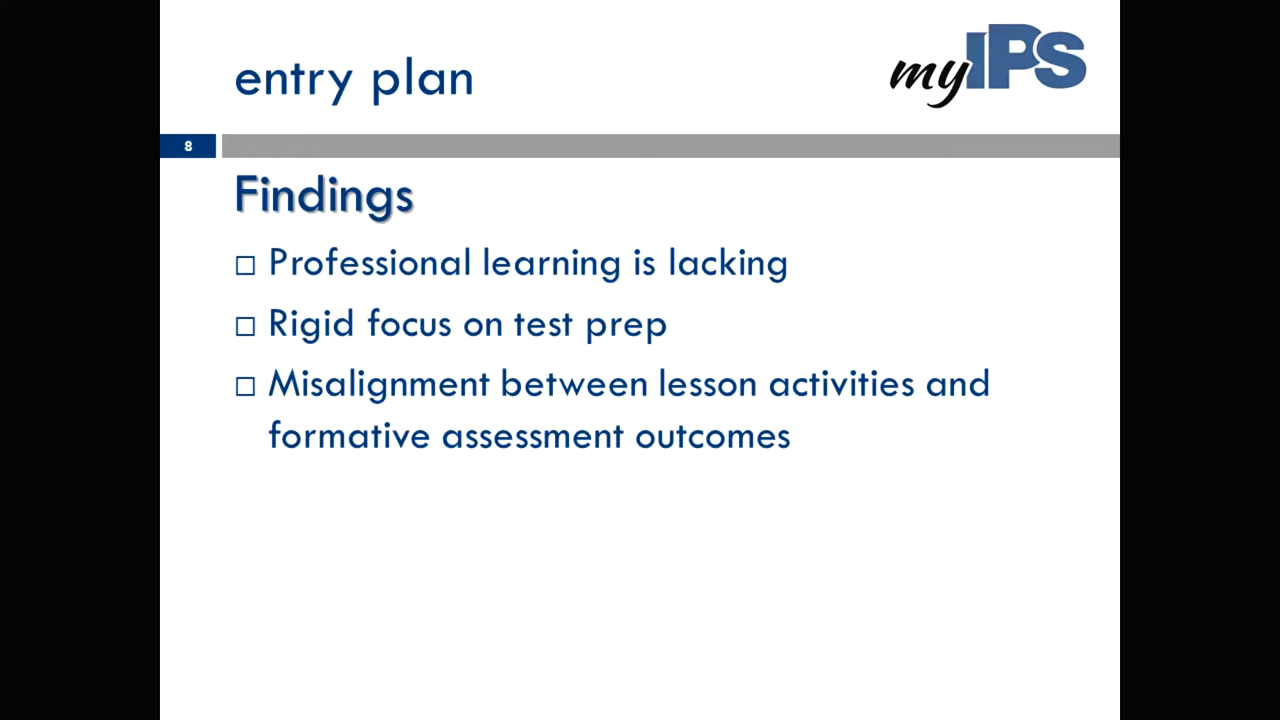 entry plan
myIPS
8
Findings
Professional learning is lacking
Rigid focus on test prep
Misalignment between lesson activities and
formative assessment outcomes